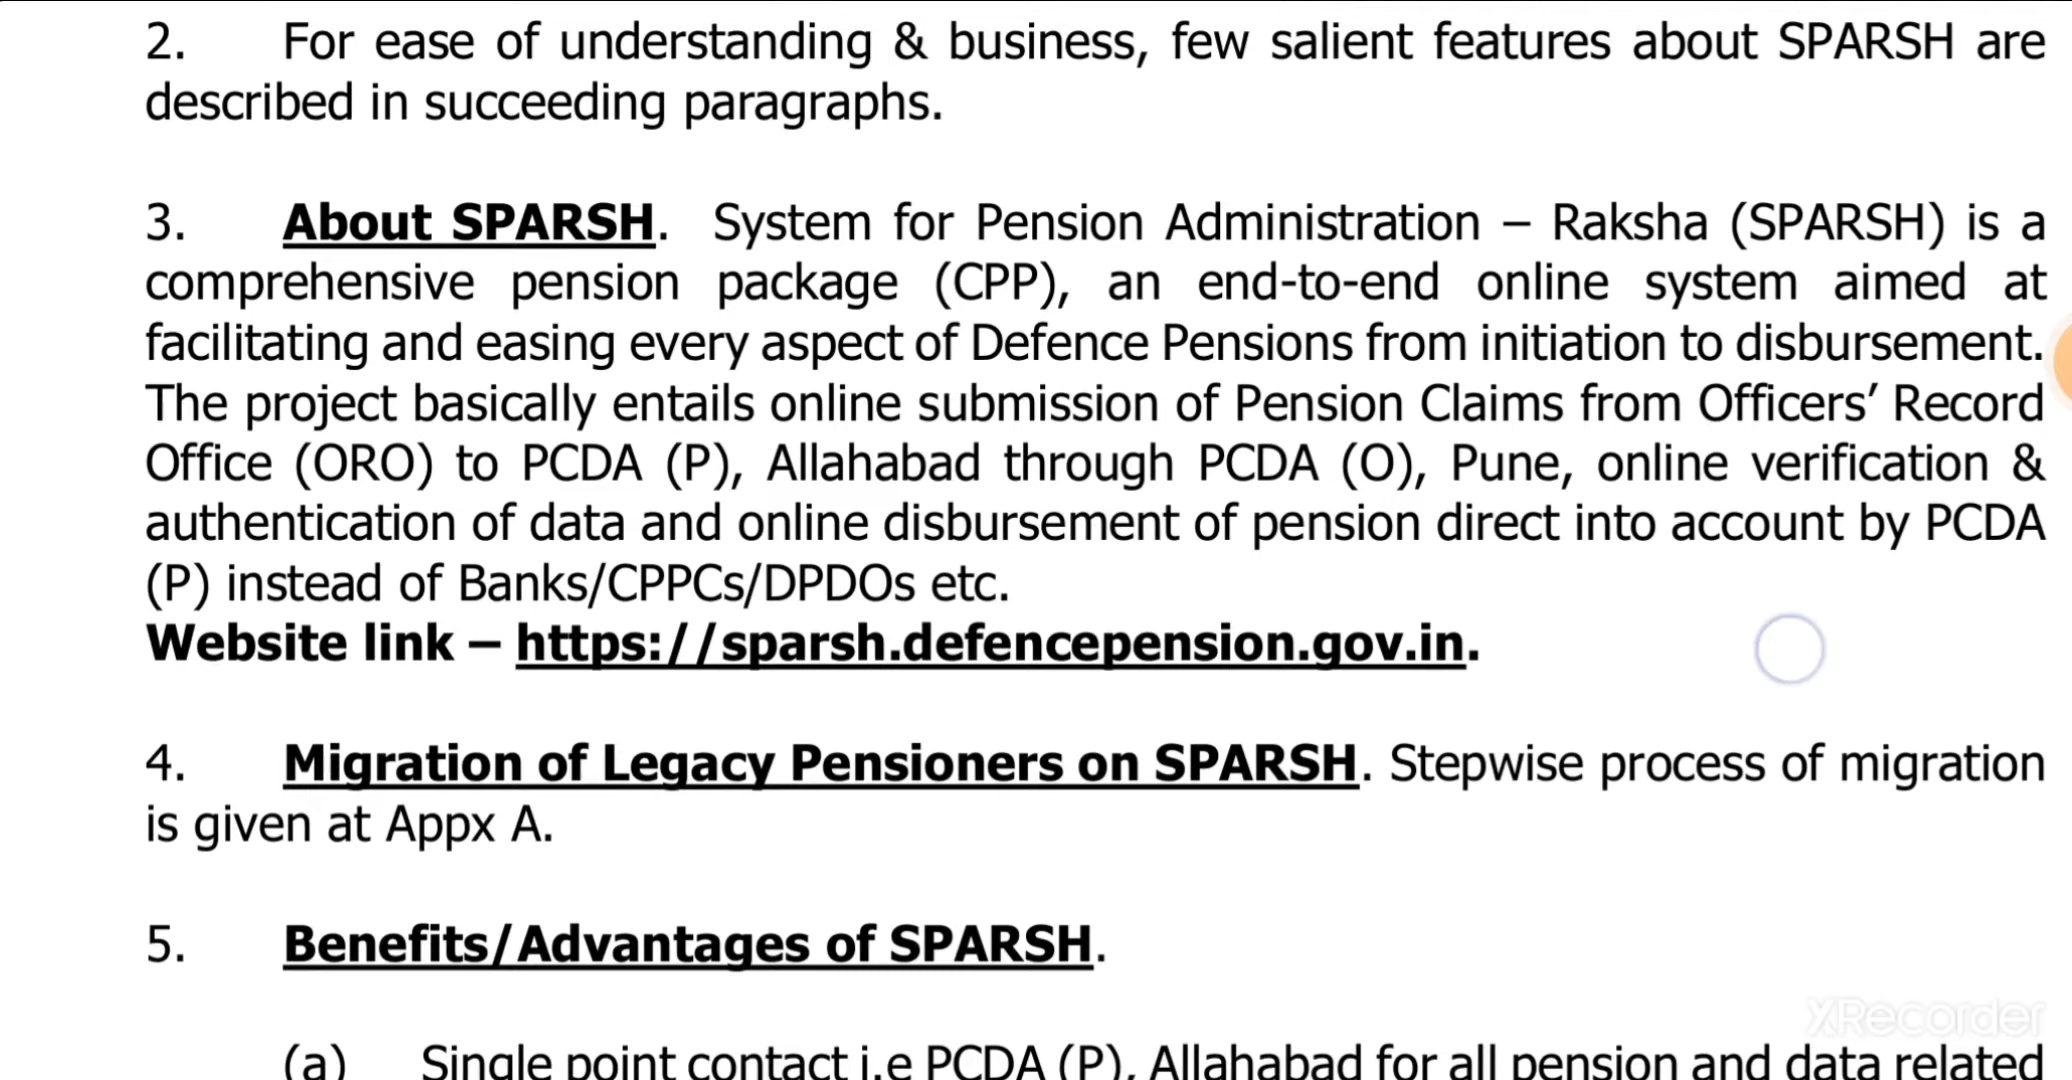 2. For ease of understanding & business, few salient features about SPARSH are
described in succeeding paragraphs.
3. About SPARSH. System for Pension Administration – Raksha (SPARSH) is a
comprehensive pension package (CPP), an end-to-end online system aimed at
facilitating and easing every aspect of Defence Pensions from initiation to disbursement.
The project basically entails online submission of Pension Claims from Officers’ Record
Office (ORO) to PCDA (P), Allahabad through PCDA (O), Pune, online verification &
authentication of data and online disbursement of pension direct into account by PCDA
(P) instead of Banks/CPPCs/DPDOs etc.
Website link – https://sparsh.defencepension.gov.in.
4. Migration of Legacy Pensioners on SPARSH. Stepwise process of migration
is given at Appx A.
5. Benefits/Advantages of SPARSH.
(a) Single point contact i.e PCDA (P), Allahabad for all pension and data related
XRecorder